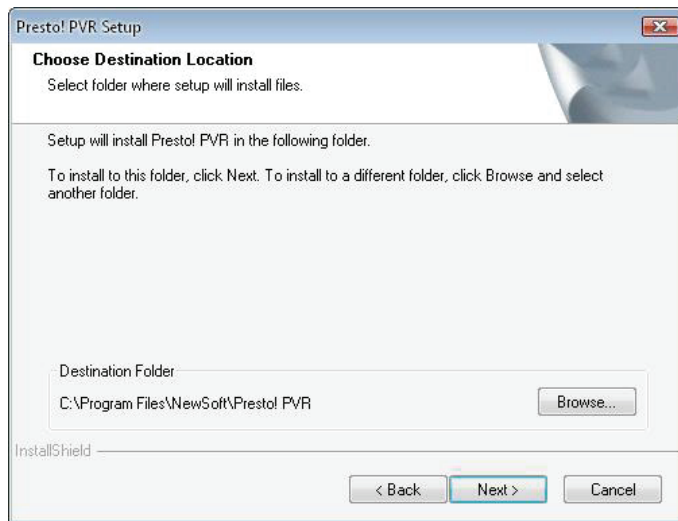 Presto! PVR Setup
Choose Destination Location
Select folder where setup will install files.
Setup will install Presto! PVR in the following folder.
To install to this folder, click Next. To install to a different folder, click Browse and select
another folder.
Destination Folder
C:\Program Files\NewSoft\Presto! PVR
Browse...
InstallShield
< Back
Next >
Cancel